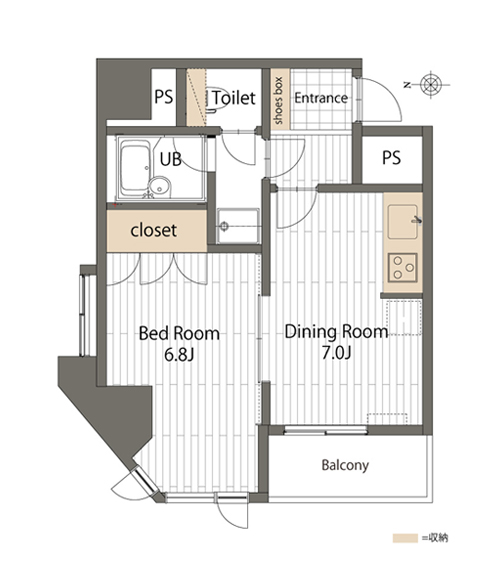 PS
Toilet
shoes box
Entrance
N
UB
PS
closet
Bed Room
6.8J
Dining Room
7.0J
Balcony
=収納